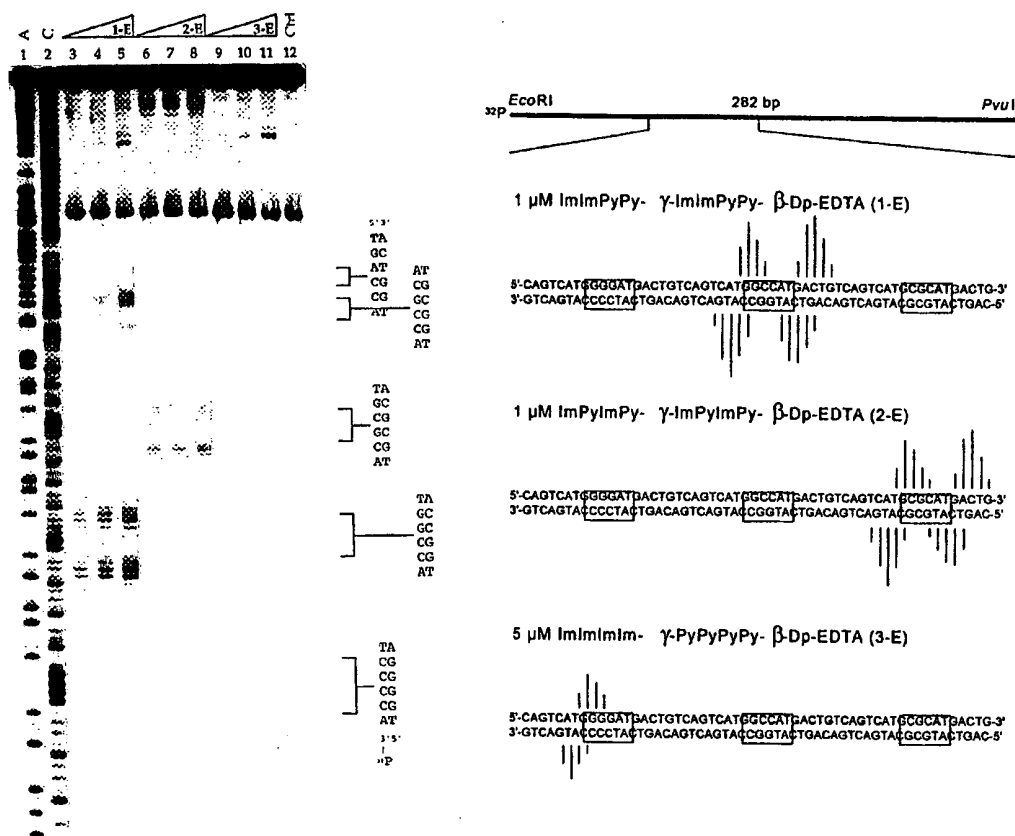 A C 1-E 2-E 3-E Ctrl
1 2 3 4 5 6 7 8 9 10 11 12
5' 3'
TA
GC
AT
CG
CG
AT
AT
CG
GC
CG
CG
AT
TA
GC
CG
GC
CG
AT
TA
GC
GC
CG
CG
AT
TA
CG
CG
CG
CG
AT
3' 5'
32P
EcoRI 282 bp
32P
1 µM ImImPyPy- γ-ImImPyPy- β-Dp-EDTA (1-E)
5'-CAGTCATGGGGATGACTGTCAGTCATGGCCATGACTGTCAGTCATGCGCATGACTG-3'
3'-GTCAGTACCCCTACTGACAGTCAGTACCGGTACTGACAGTCAGTACGCGTACTGAC-5'
1 µM ImPyImPy- γ-ImPyImPy- β-Dp-EDTA (2-E)
5'-CAGTCATGGGGATGACTGTCAGTCATGGCCATGACTGTCAGTCATGCGCATGACTG-3'
3'-GTCAGTACCCCTACTGACAGTCAGTACCGGTACTGACAGTCAGTACGCGTACTGAC-5'
5 µM ImImImIm- γ-PyPyPyPy- β-Dp-EDTA (3-E)
5'-CAGTCATGGGGATGACTGTCAGTCATGGCCATGACTGTCAGTCATGCGCATGACTG-3'
3'-GTCAGTACCCCTACTGACAGTCAGTACCGGTACTGACAGTCAGTACGCGTACTGAC-5'